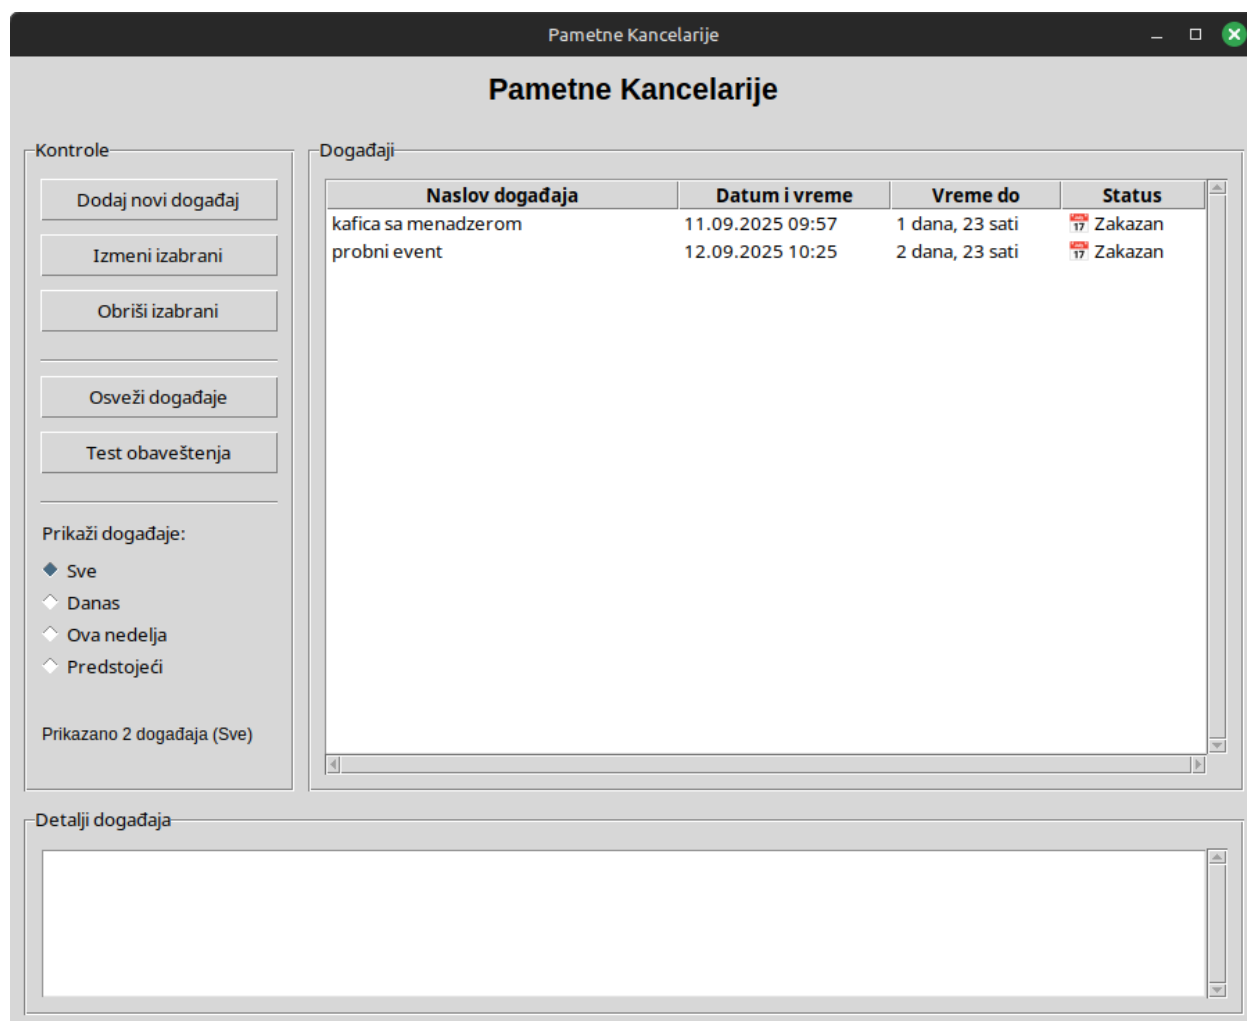 Pametne Kancelarije
Pametne Kancelarije
Kontrole
Dodaj novi događaj
Izmeni izabrani
Obriši izabrani
Osveži događaje
Test obaveštenja
Prikaži događaje:
Sve
Danas
Ova nedelja
Predstojeći
Prikazano 2 događaja (Sve)
Događaji
Naslov događaja Datum i vreme Vreme do Status
kafica sa menadzerom 11.09.2025 09:57 1 dana, 23 sati 📅 Zakazan
probni event 12.09.2025 10:25 2 dana, 23 sati 📅 Zakazan
Detalji događaja